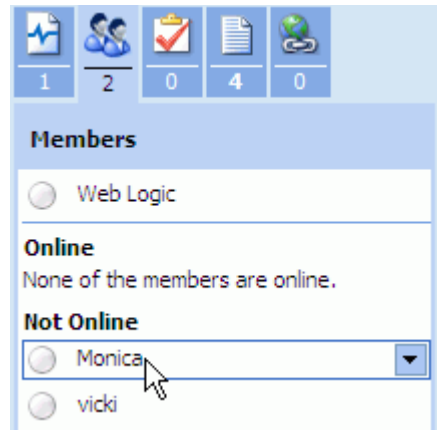 1 2 0 4 0
Members
Web Logic
Online
None of the members are online.
Not Online
Monica
vicki